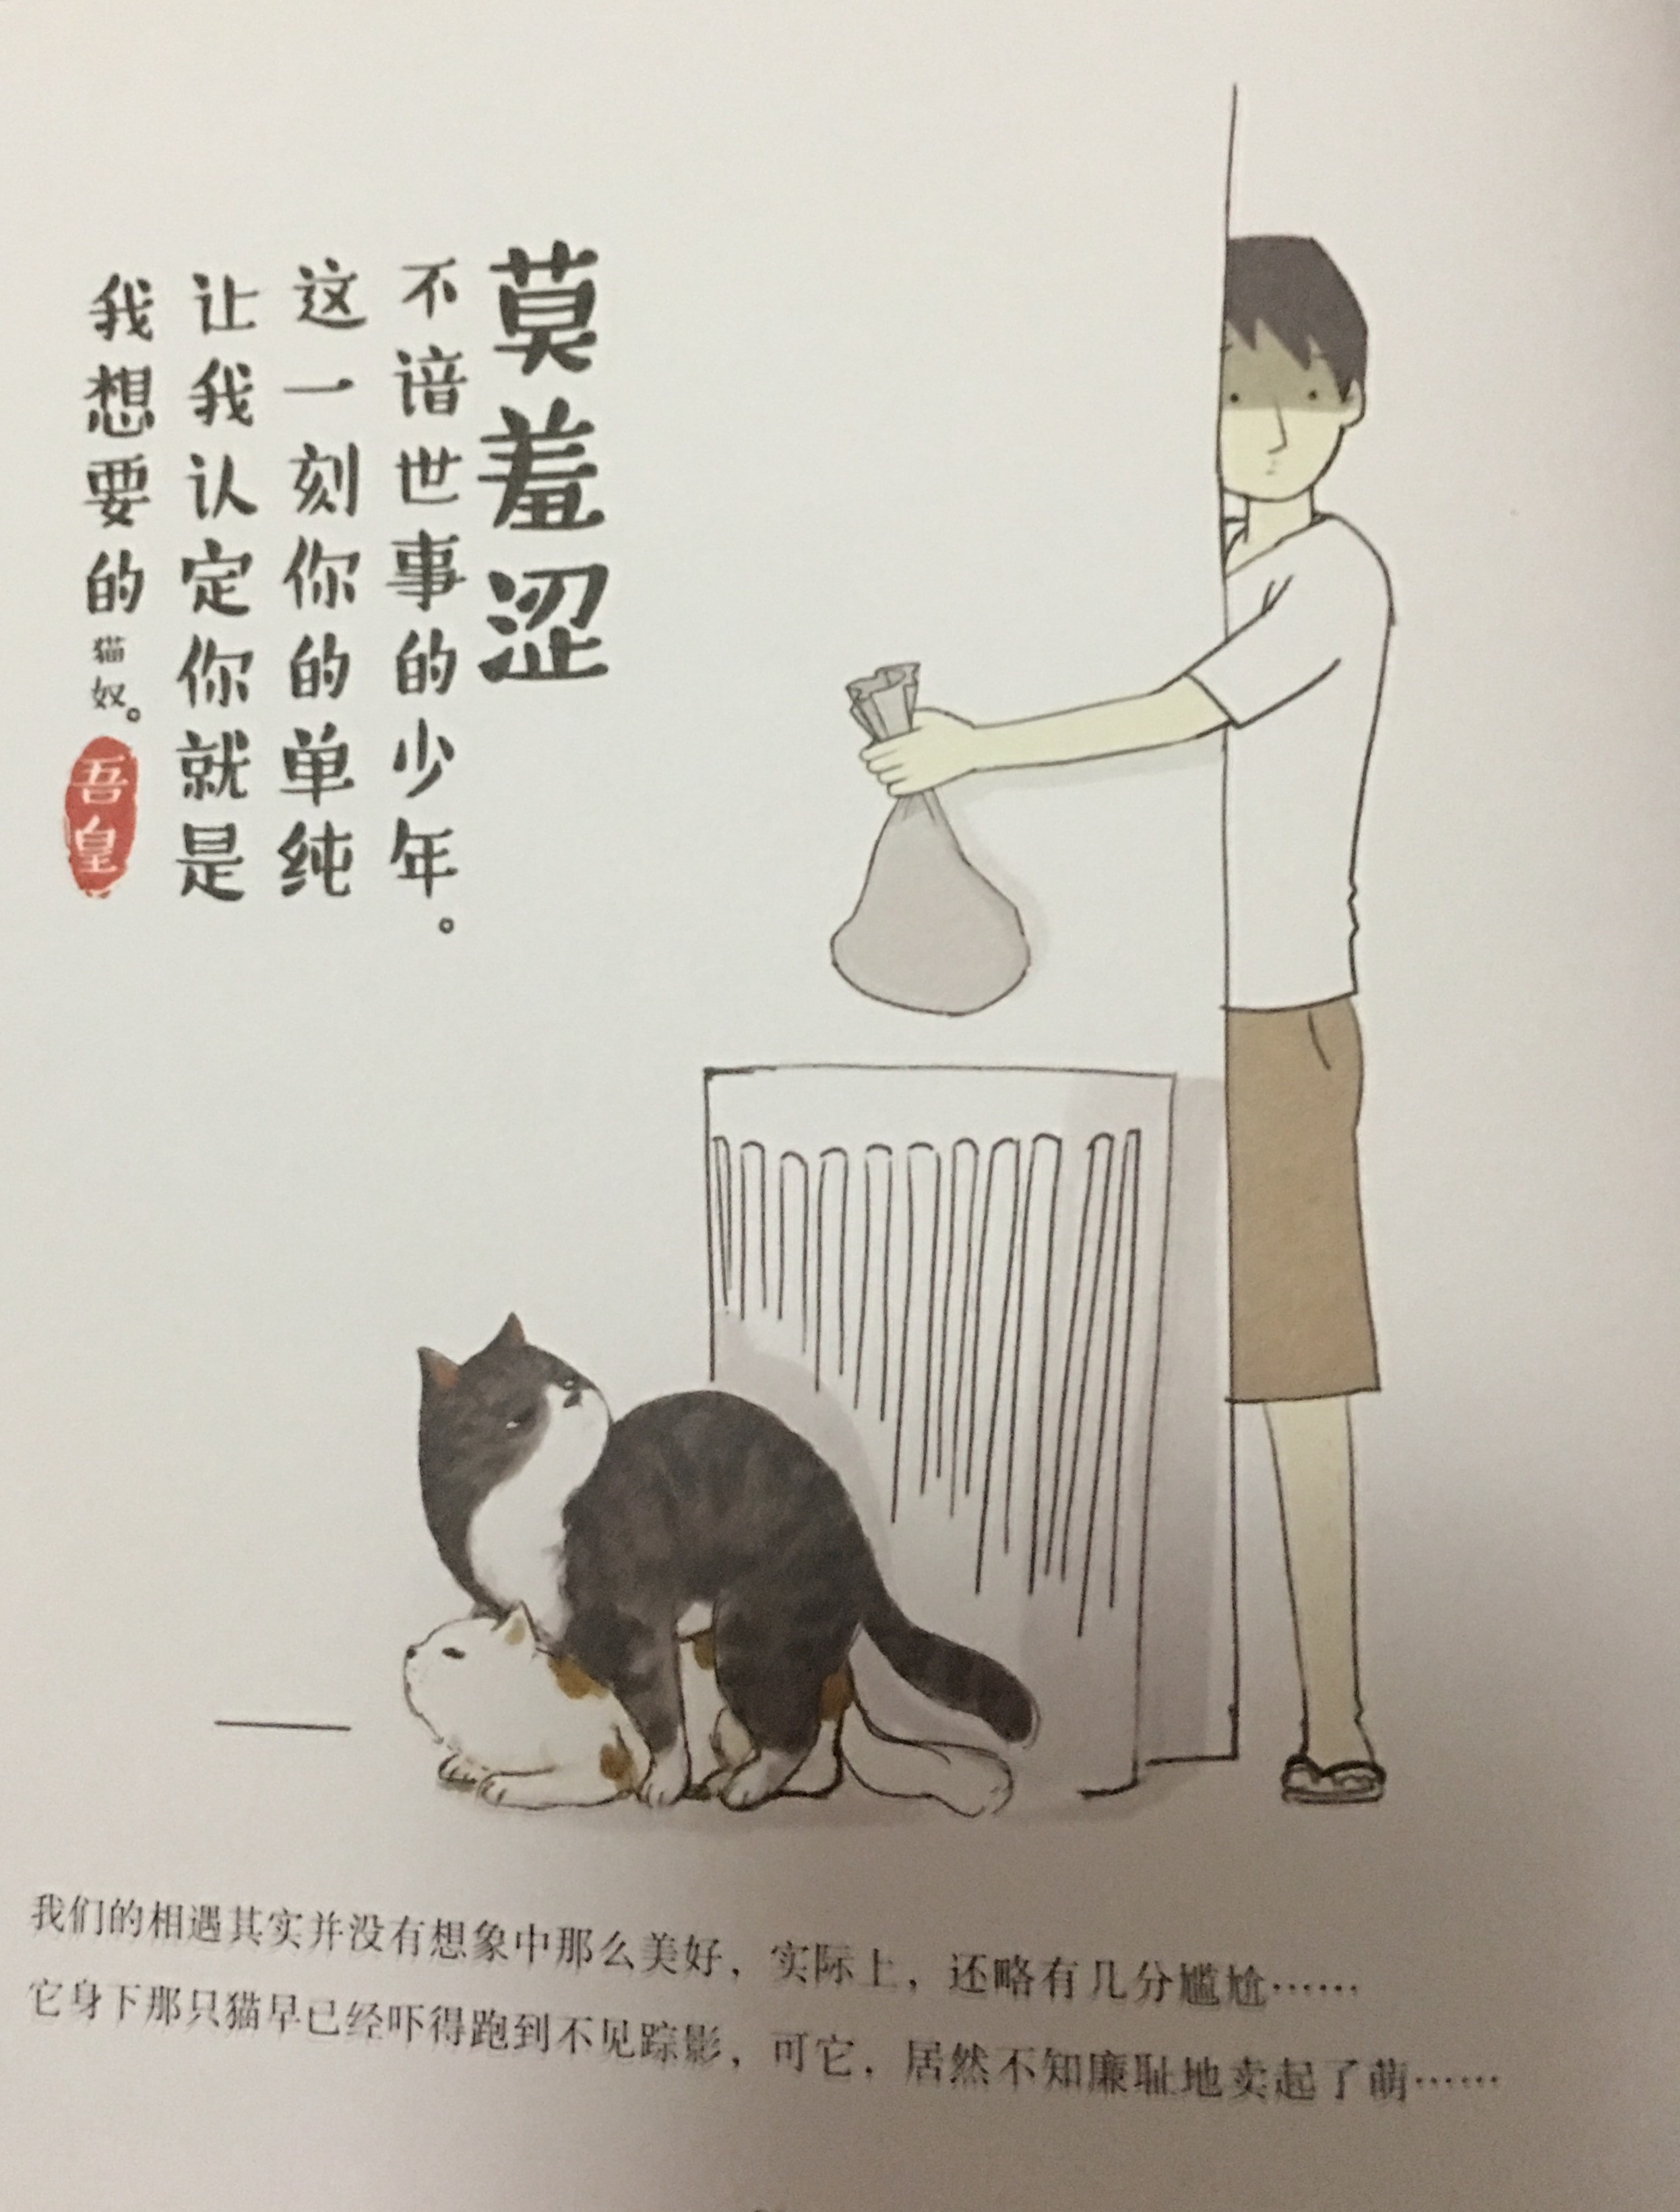 莫羞涩
不谙世事的少年。
这一刻你的单纯
让我认定你就是
我想要的猫奴。
吾皇
我们的相遇其实并没有想象中那么美好，实际上，还略有几分尴尬……
它身下那只猫早已经吓得跑到不见踪影，可它，居然不知廉耻地卖起了萌……